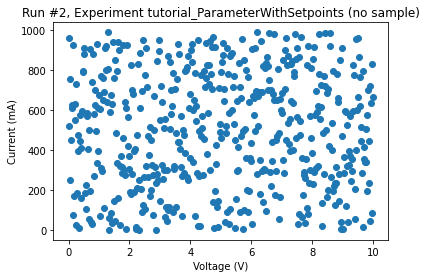 Run #2, Experiment tutorial_ParameterWithSetpoints (no sample)
1000
800
600
400
200
0
Current (mA)
0 2 4 6 8 10
Voltage (V)